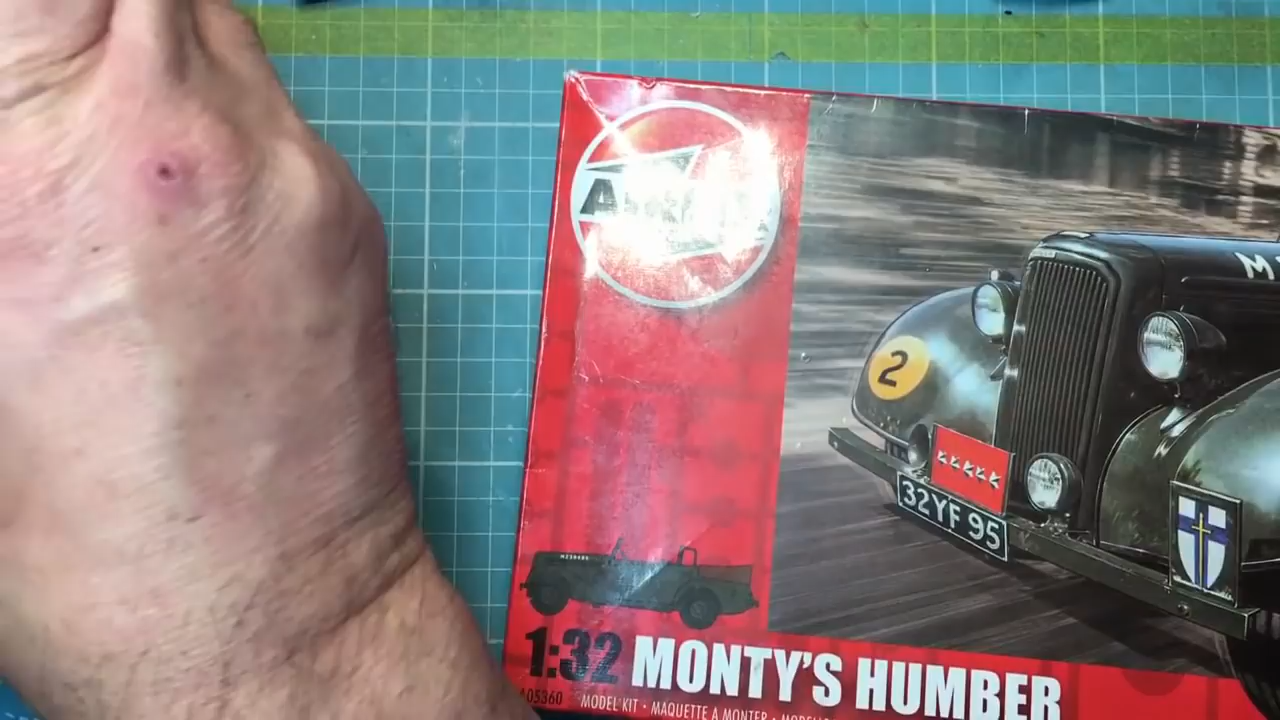 2
M
32YF 95
1:32 MONTY'S HUMBER
A05360 MODEL KIT • MAQUETTE A MONTER •